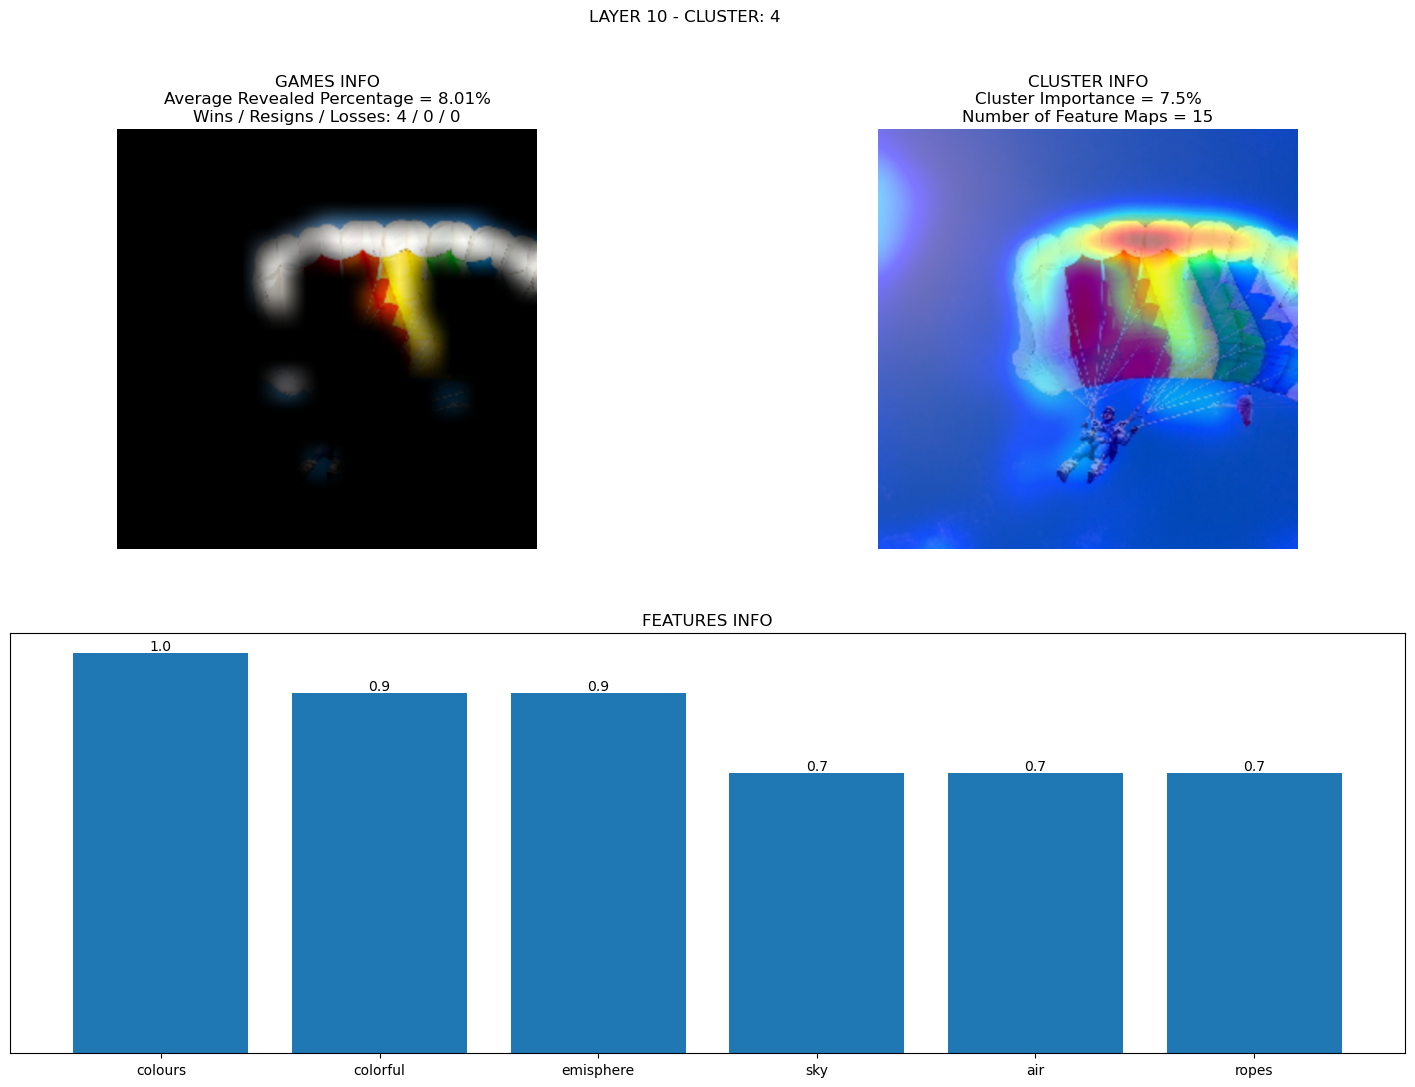 LAYER 10 - CLUSTER: 4
GAMES INFO
Average Revealed Percentage = 8.01%
Wins / Resigns / Losses: 4 / 0 / 0
CLUSTER INFO
Cluster Importance = 7.5%
Number of Feature Maps = 15
FEATURES INFO
1.0
0.9
0.9
0.7
0.7
0.7
colours
colorful
emisphere
sky
air
ropes